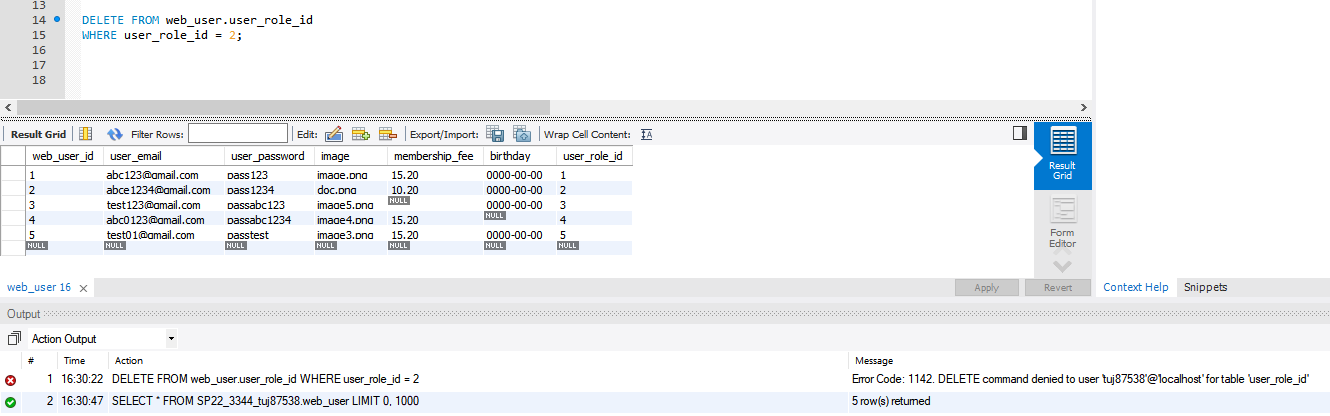 13
14 DELETE FROM web_user.user_role_id
15 WHERE user_role_id = 2;
16
17
18
Result Grid Filter Rows: Edit: Export/Import: Wrap Cell Content:
web_user_id user_email user_password image membership_fee birthday user_role_id
1 abc123@gmail.com pass123 image.png 15.20 0000-00-00 1
2 abce1234@gmail.com pass1234 doc.png 10.20 0000-00-00 2
3 test123@gmail.com passabc123 image5.png NULL 0000-00-00 3
4 abc0123@gmail.com passabc1234 image4.png 15.20 NULL 4
5 test01@gmail.com passtest image3.png 15.20 0000-00-00 5
NULL NULL NULL NULL NULL NULL NULL
Result
Grid
Form
Editor
web_user 16 Apply Revert Context Help Snippets
Output
Action Output
# Time Action Message
1 16:30:22 DELETE FROM web_user.user_role_id WHERE user_role_id = 2 Error Code: 1142. DELETE command denied to user 'tuj87538'@'localhost' for table 'user_role_id'
2 16:30:47 SELECT * FROM SP22_3344_tuj87538.web_user LIMIT 0, 1000 5 row(s) returned